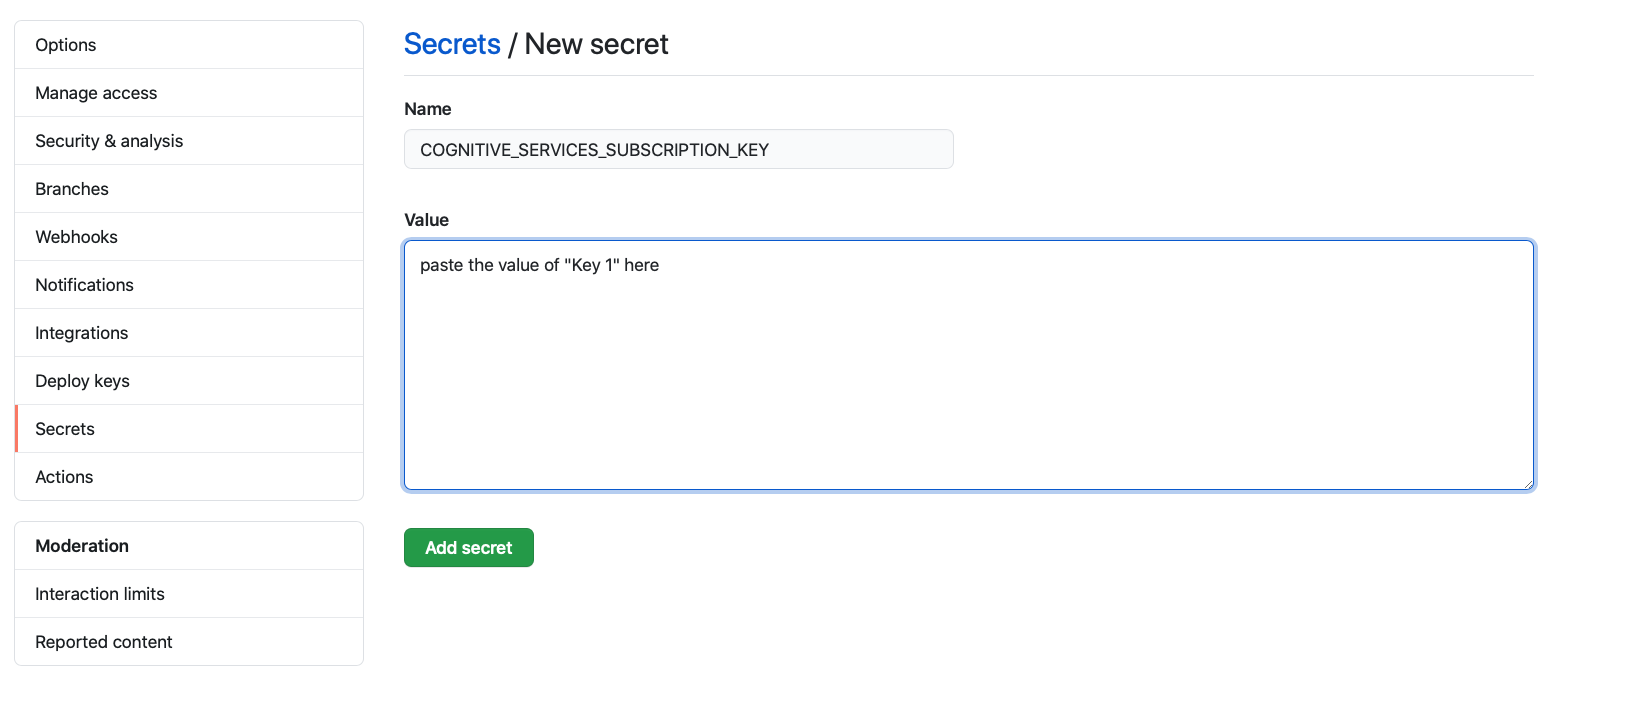 Options
Manage access
Security & analysis
Branches
Webhooks
Notifications
Integrations
Deploy keys
Secrets
Actions
Moderation
Interaction limits
Reported content
Secrets / New secret
Name
COGNITIVE_SERVICES_SUBSCRIPTION_KEY
Value
paste the value of "Key 1" here
Add secret